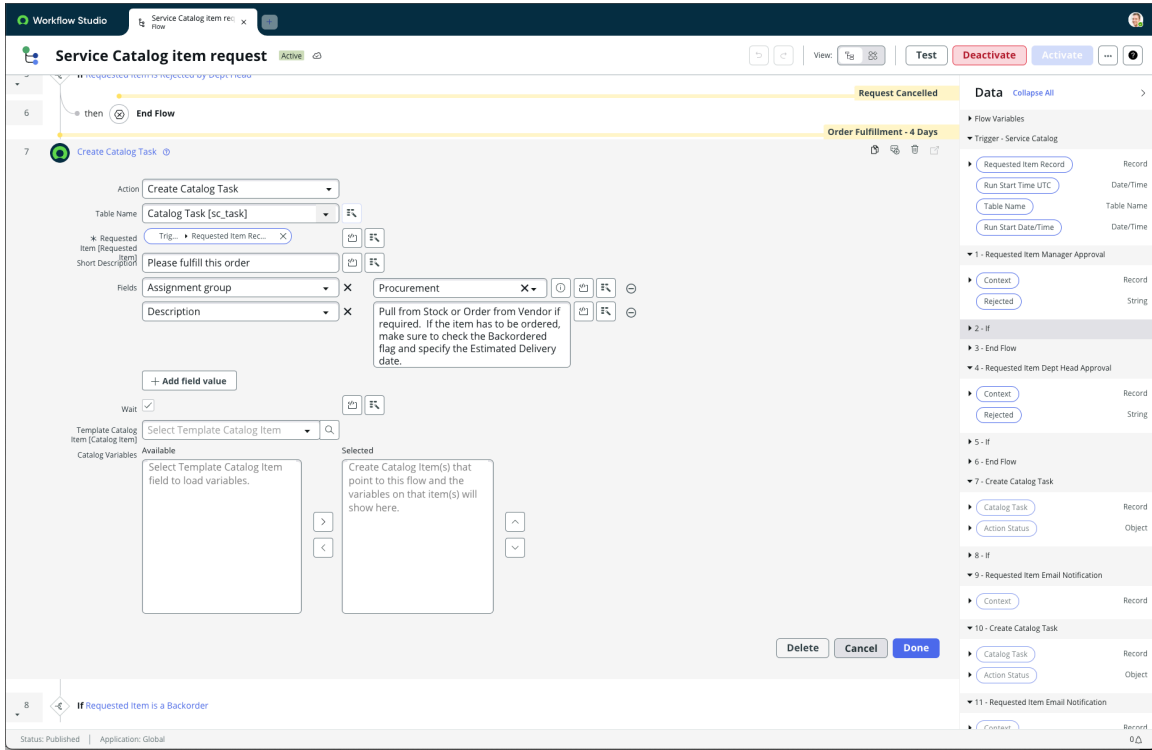 Workflow Studio
Service Catalog item rec
Flow
Service Catalog item request
Active
View:
Test
Deactivate
Activate
If Requested Item is Rejected by Dept Head
Request Cancelled
6
then
End Flow
Order Fulfillment - 4 Days
7
Create Catalog Task
Action
Create Catalog Task
Table Name
Catalog Task [sc_task]
* Requested
Item [Requested
Item]
Trig... ▸ Requested Item Rec... X
Short Description
Please fulfill this order
Fields
Assignment group
Procurement
Description
Pull from Stock or Order from Vendor if
required. If the item has to be ordered,
make sure to check the Backordered
flag and specify the Estimated Delivery
date.
+ Add field value
Wait
Template Catalog
Item [Catalog Item]
Select Template Catalog Item
Catalog Variables
Available
Select Template Catalog Item
field to load variables.
Selected
Create Catalog Item(s) that
point to this flow and the
variables on that item(s) will
show here.
Delete
Cancel
Done
8
If Requested Item is a Backorder
Data
Collapse All
Flow Variables
Trigger - Service Catalog
Requested Item Record Record
Run Start Time UTC Date/Time
Table Name Table Name
Run Start Date/Time Date/Time
1 - Requested Item Manager Approval
Context Record
Rejected String
2 - If
3 - End Flow
4 - Requested Item Dept Head Approval
Context Record
Rejected String
5 - If
6 - End Flow
7 - Create Catalog Task
Catalog Task Record
Action Status Object
8 - If
9 - Requested Item Email Notification
Context Record
10 - Create Catalog Task
Catalog Task Record
Action Status Object
11 - Requested Item Email Notification
Context Record
Status: Published | Application: Global
0